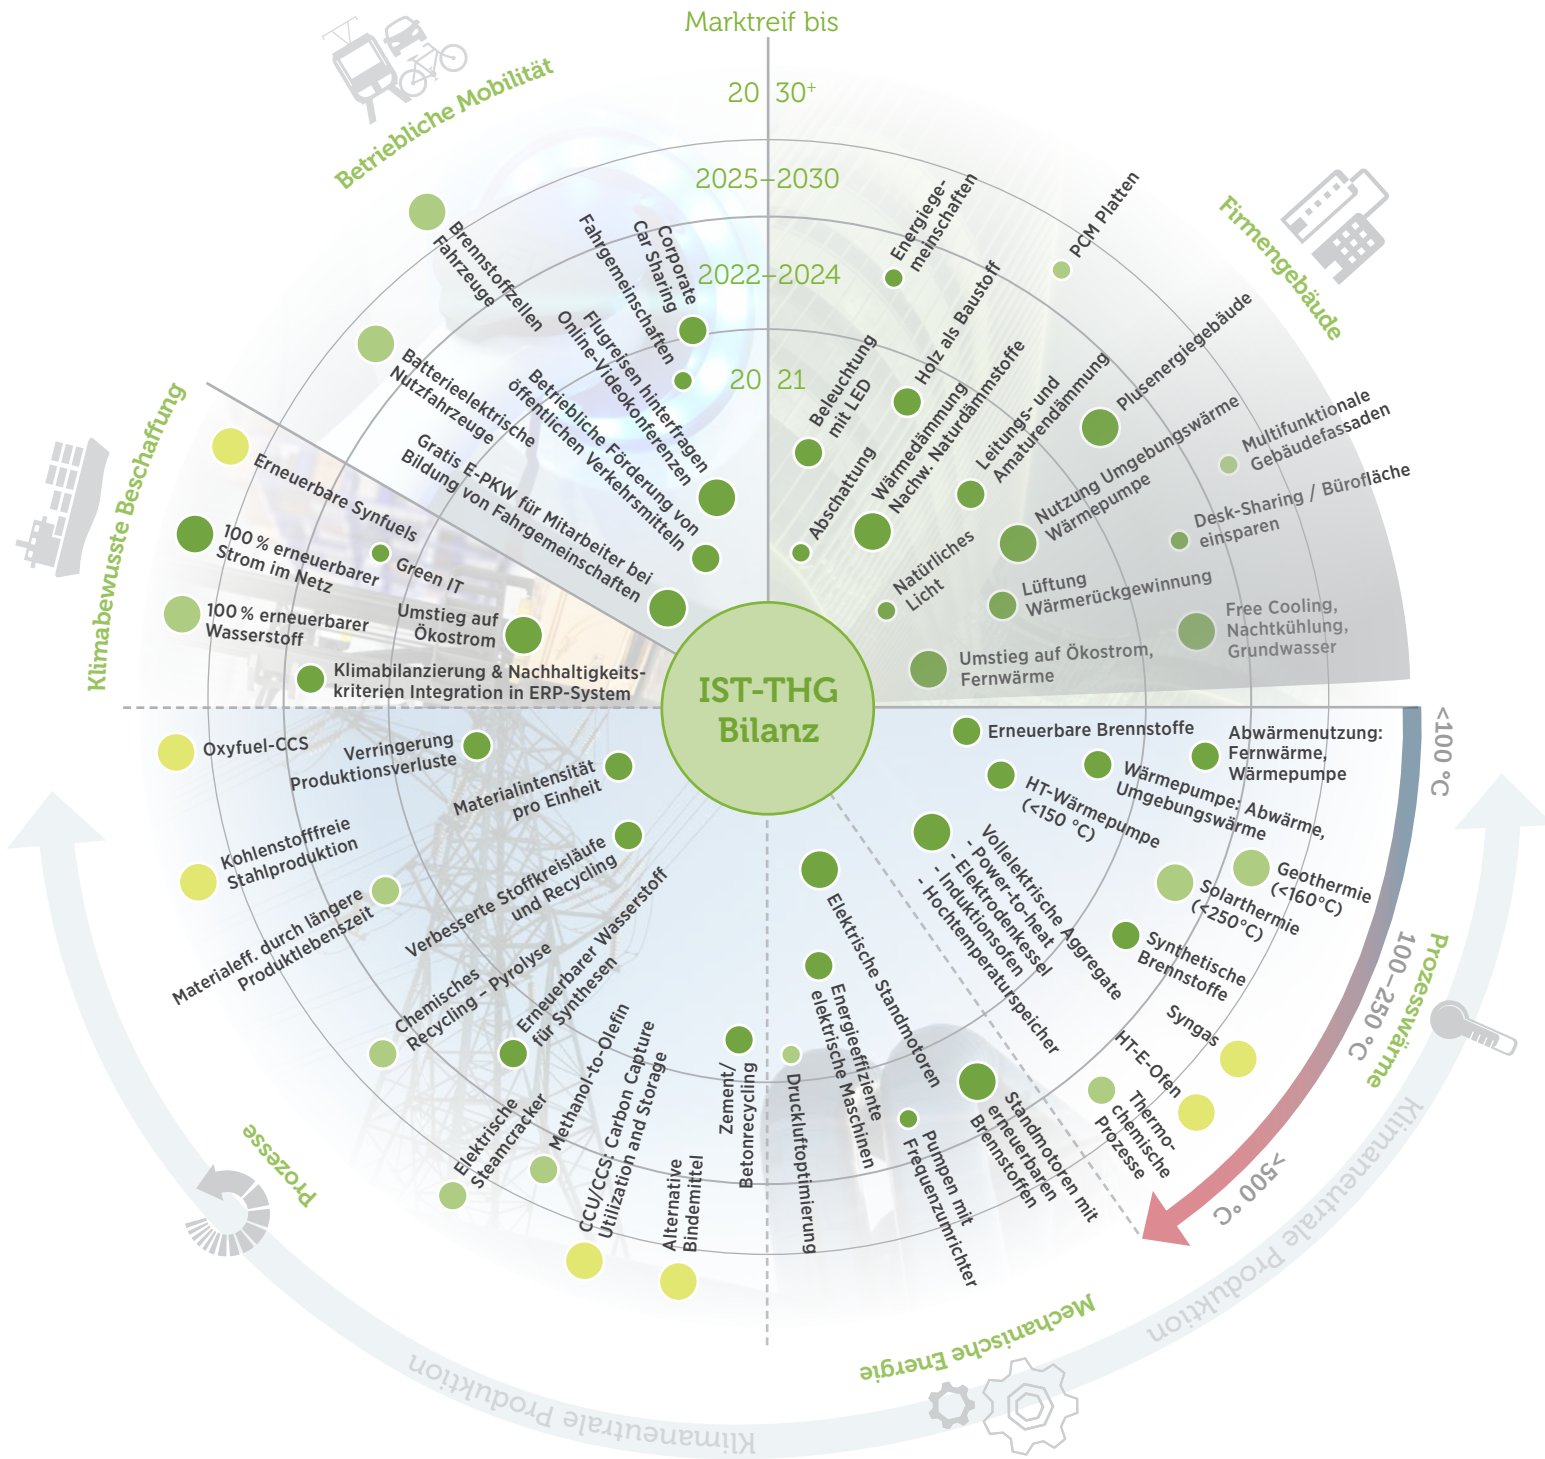 Marktreif bis
20 30+
2025–2030
2022–2024
20 21
Betriebliche Mobilität
Brennstoffzellen
Fahrzeuge
Batterieelektrische
Nutzfahrzeuge
Corporate
Car Sharing
Fahrgemeinschaften
Flugreisen hinterfragen
Online-Videokonferenzen
Betriebliche Förderung von
öffentlichen Verkehrsmitteln
Gratis E-PKW für Mitarbeiter bei
Bildung von Fahrgemeinschaften
Firmengebäude
Energiege-
meinschaften
PCM Platten
Beleuchtung
mit LED
Holz als Baustoff
Abschattung
Wärmedämmung
Nachw. Naturdämmstoffe
Leitungs- und
Amaturendämmung
Plusenergiegebäude
Multifunktionale
Gebäudefassaden
Nutzung Umgebungswärme
Wärmepumpe
Desk-Sharing / Bürofläche
einsparen
Natürliches
Licht
Lüftung
Wärmerückgewinnung
Free Cooling,
Nachtkühlung,
Grundwasser
Umstieg auf Ökostrom,
Fernwärme
Klimabewusste Beschaffung
Erneuerbare Synfuels
100 % erneuerbarer
Strom im Netz
Green IT
100 % erneuerbarer
Wasserstoff
Umstieg auf
Ökostrom
Klimabilanzierung & Nachhaltigkeits-
kriterien Integration in ERP-System
IST-THG
Bilanz
Oxyfuel-CCS
Verringerung
Produktionsverluste
Materialintensität
pro Einheit
Kohlenstofffreie
Stahlproduktion
Verbesserte Stoffkreisläufe
und Recycling
Materialeff. durch längere
Produktlebenszeit
Chemisches
Recycling – Pyrolyse
Erneuerbarer Wasserstoff
für Synthesen
Elektrische
Steamcracker
Methanol-to-Olefin
CCU/CCS: Carbon Capture
Utilization and Storage
Alternative
Bindemittel
Zement/
Betonrecycling
Prozesse
Erneuerbare Brennstoffe
Abwärmenutzung:
Fernwärme,
Wärmepumpe
Wärmepumpe: Abwärme,
Umgebungswärme
HT-Wärmepumpe
(<150 °C)
Geothermie
(<160°C)
Solarthermie
(<250°C)
Vollelektrische Aggregate
- Power-to-heat
- Elektrodenkessel
- Induktionsofen
- Hochtemperaturspeicher
Synthetische
Brennstoffe
Syngas
HT-E-Ofen
Thermo-
chemische
Prozesse
<100 °C
100–250 °C
>500 °C
Prozesswärme
Elektrische Standmotoren
Energieeffiziente
elektrische Maschinen
Druckluftoptimierung
Pumpen mit
Frequenzumrichter
Standmotoren mit
erneuerbaren
Brennstoffen
Mechanische Energie
Klimaneutrale Produktion
Klimaneutrale Produktion